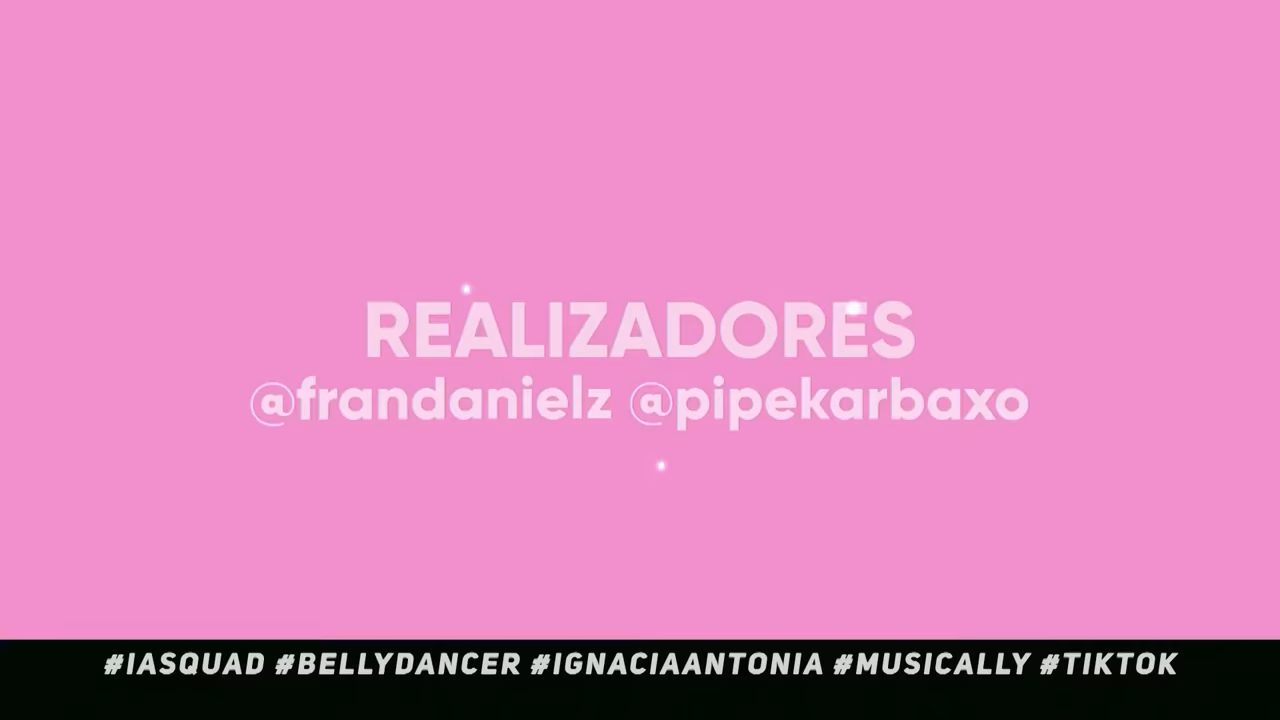 REALIZADORES
@frandanielz @pipekarbaxo
#IASQUAD #BELLYDANCER #IGNACIAANTONIA #MUSICALLY #TIKTOK